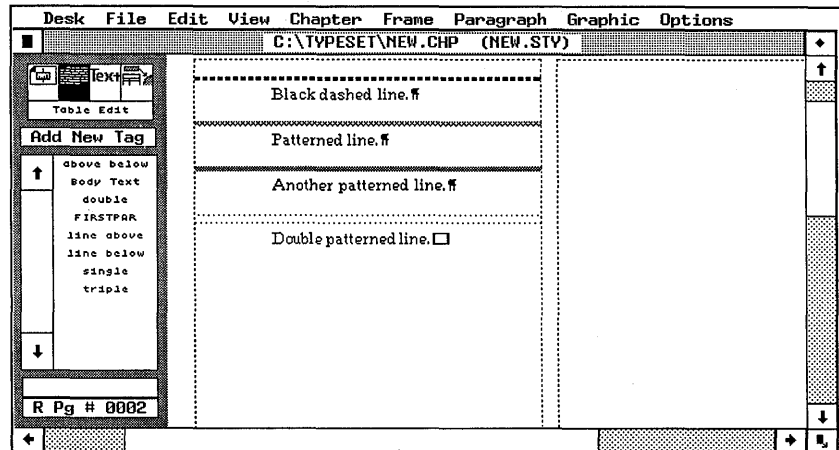 Desk File Edit View Chapter Frame Paragraph Graphic Options
C:\TYPESET\NEW.CHP (NEW.STY)
Text
Table Edit
Add New Tag
above below
Body Text
double
FIRSTPAR
line above
line below
single
triple
R Pg # 0002
Black dashed line.¶
Patterned line.¶
Another patterned line.¶
Double patterned line.□